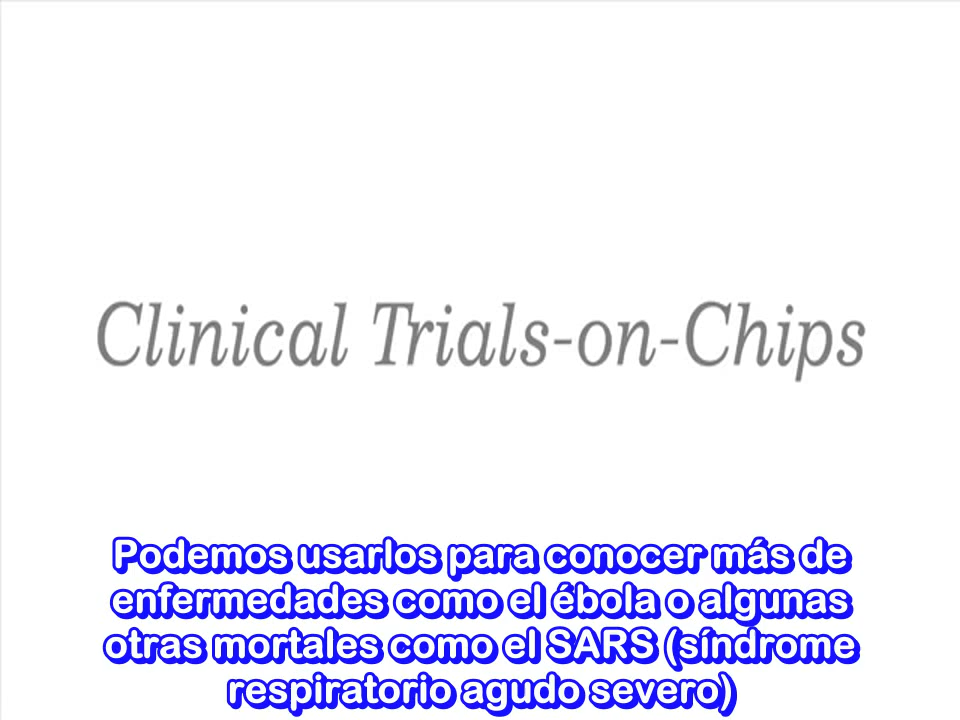 Clinical Trials-on-Chips
Podemos usarlos para conocer más de
enfermedades como el ébola o algunas
otras mortales como el SARS (síndrome
respiratorio agudo severo)